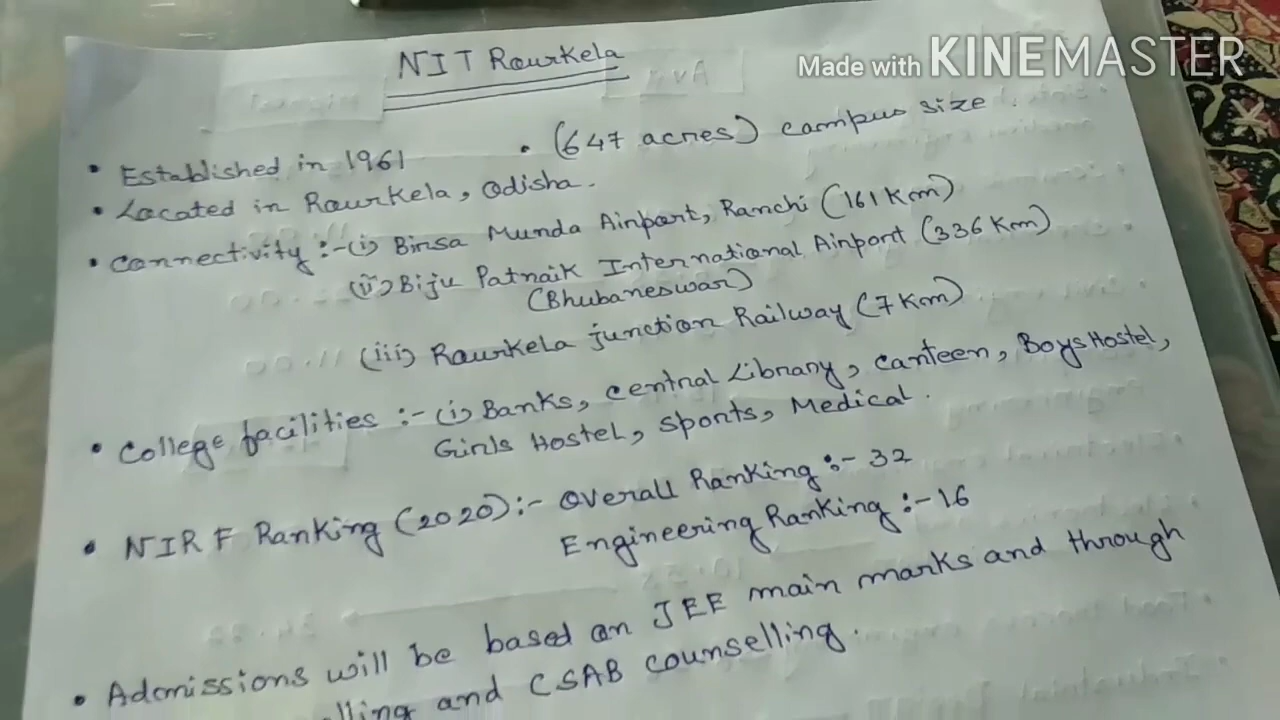 Made with KINEMASTER
NIT Rourkela
• Established in 1961 • (647 acres) campus size
• Located in Rourkela, Odisha.
• Connectivity :- (i) Birsa Munda Airport, Ranchi (161 Km)
(ii) Biju Patnaik International Airport (336 Km)
(Bhubaneswar)
(iii) Rourkela junction Railway (7 Km)
• College facilities :- (i) Banks, central Library, canteen, Boys Hostel,
Girls Hostel, sports, Medical.
• NIRF Ranking (2020) :- Overall Ranking :- 32
Engineering Ranking :- 16
• Admissions will be based on JEE main marks and through
lling and CSAB counselling.